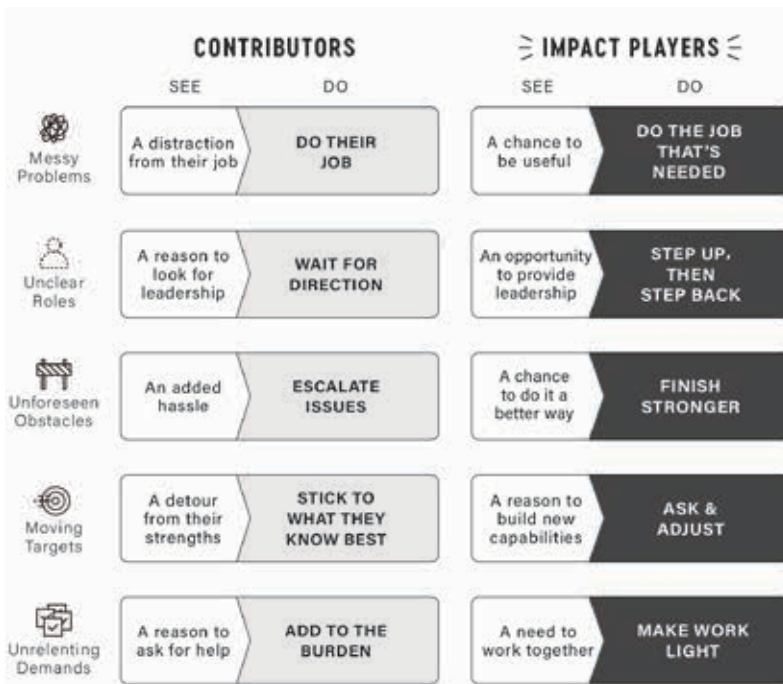 CONTRIBUTORS
IMPACT PLAYERS
SEE
DO
SEE
DO
Messy
Problems
A distraction
from their job
DO THEIR
JOB
A chance to
be useful
DO THE JOB
THAT'S
NEEDED
Unclear
Roles
A reason to
look for
leadership
WAIT FOR
DIRECTION
An opportunity
to provide
leadership
STEP UP,
THEN
STEP BACK
Unforeseen
Obstacles
An added
hassle
ESCALATE
ISSUES
A chance
to do it a
better way
FINISH
STRONGER
Moving
Targets
A detour
from their
strengths
STICK TO
WHAT THEY
KNOW BEST
A reason to
build new
capabilities
ASK &
ADJUST
Unrelenting
Demands
A reason to
ask for help
ADD TO THE
BURDEN
A need to
work together
MAKE WORK
LIGHT